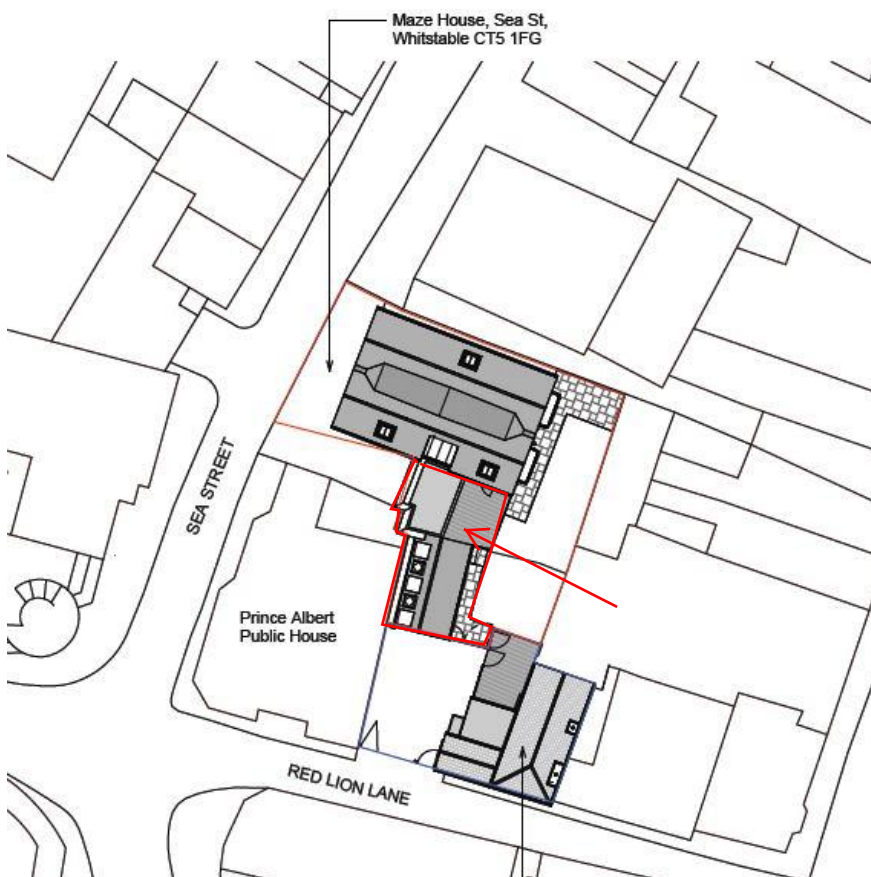 Maze House, Sea St,
Whitstable CT5 1FG
SEA STREET
Prince Albert
Public House
RED LION LANE